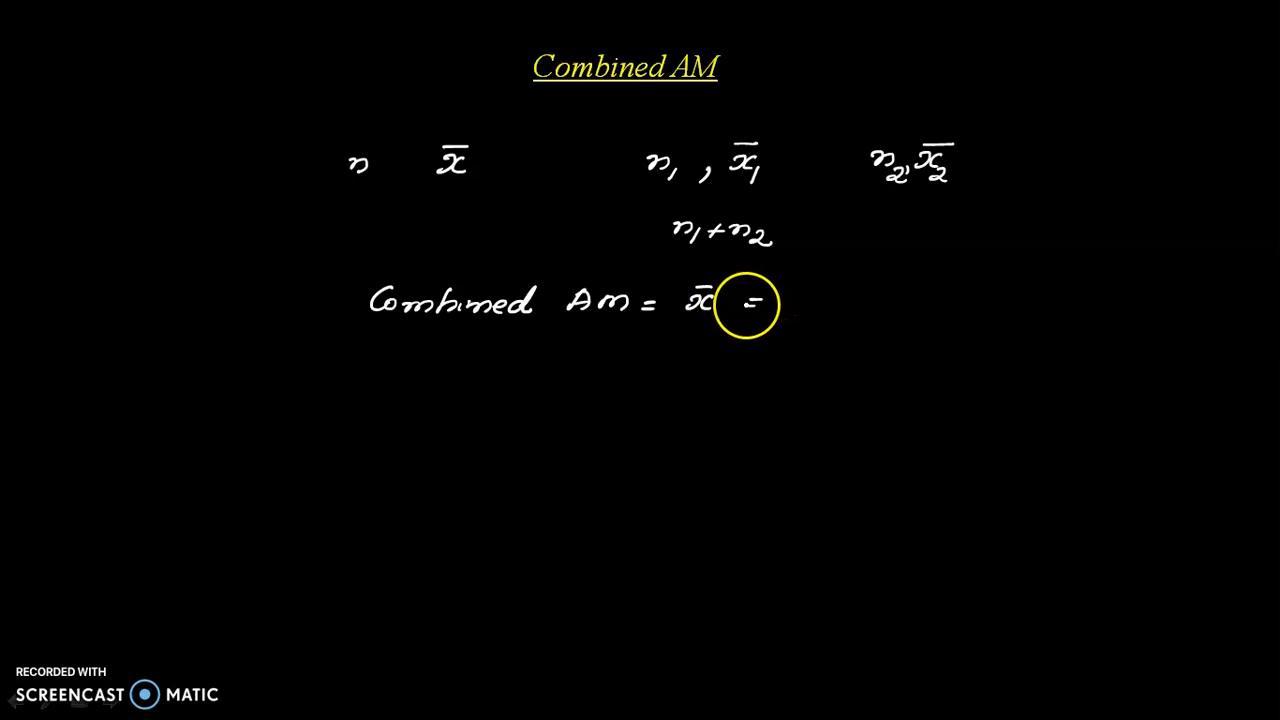 Combined AM
n x̄ n₁ , x̄₁ n₂, x̄₂
n₁ + n₂
Combined AM = x̄ =
RECORDED WITH
SCREENCAST MATIC